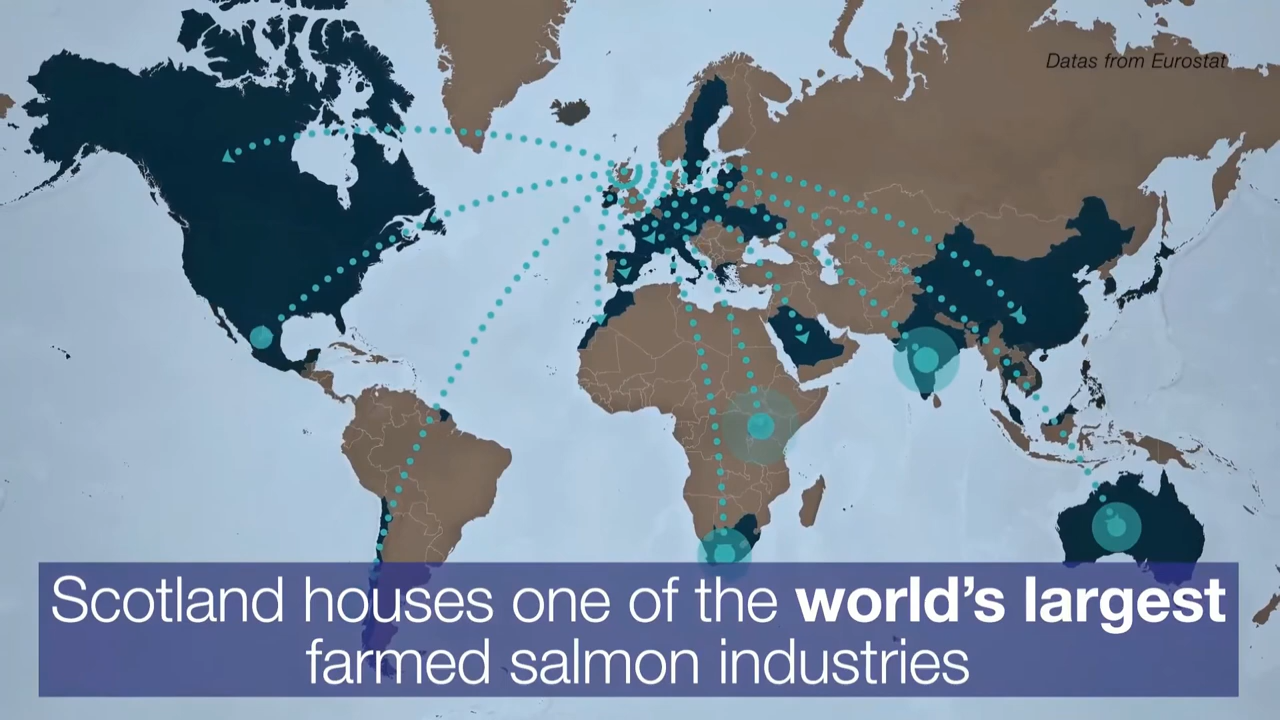 Datas from Eurostat
Scotland houses one of the world's largest
farmed salmon industries